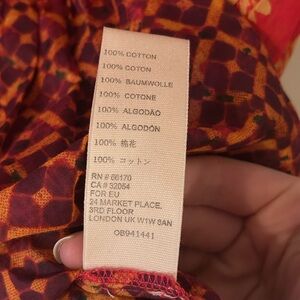 100% COTTON
100% COTON
100% BAUMWOLLE
100% COTONE
100% ALGODÃO
100% ALGODÓN
100% 棉花
100% コットン
RN # 66170
CA # 32054
FOR EU
24 MARKET PLACE,
3RD FLOOR
LONDON UK W1W 8AN
OB941441